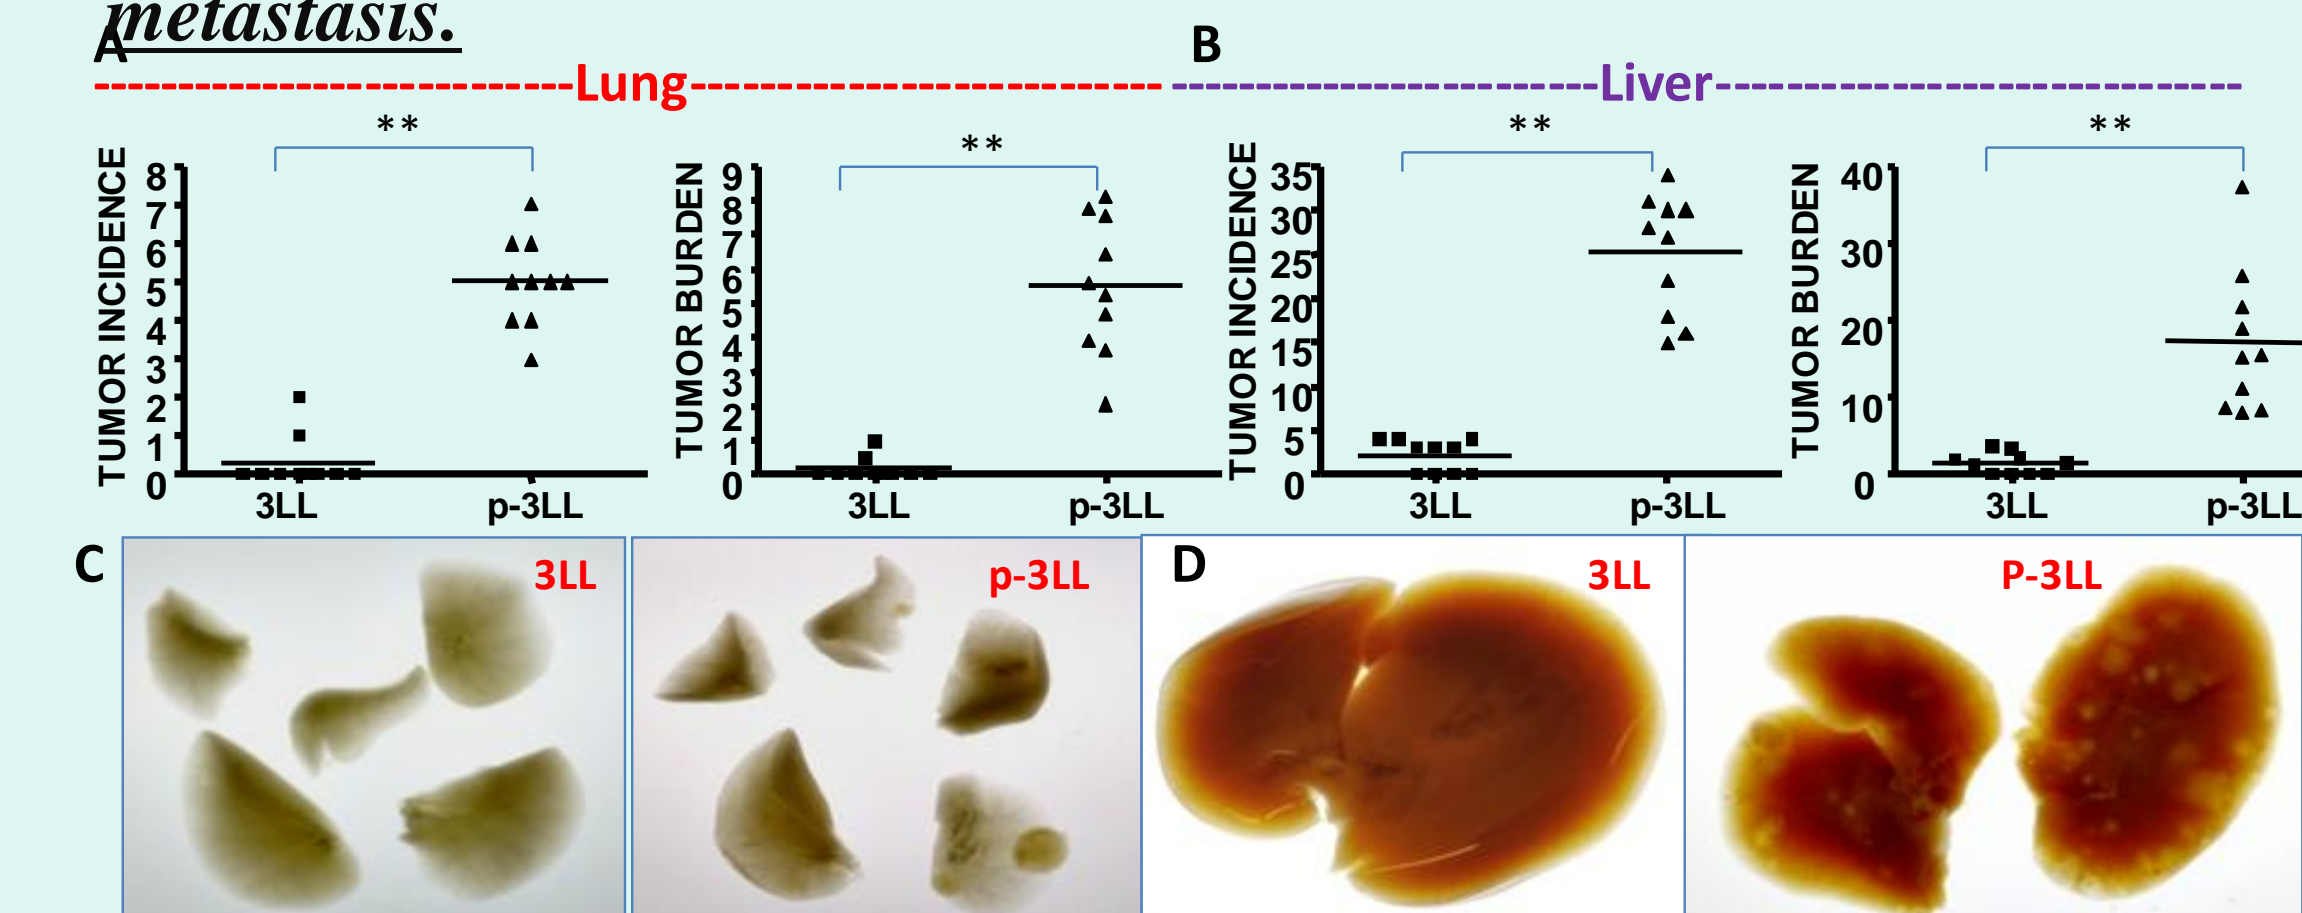 metastasis.
A
B
Lung
Liver
**
**
**
**
TUMOR INCIDENCE
8
7
6
5
4
3
2
1
0
3LL
p-3LL
TUMOR BURDEN
9
8
7
6
5
4
3
2
1
0
3LL
p-3LL
TUMOR INCIDENCE
35
30
25
20
15
10
5
0
3LL
p-3LL
TUMOR BURDEN
40
30
20
10
0
3LL
p-3LL
C
3LL
p-3LL
D
3LL
P-3LL